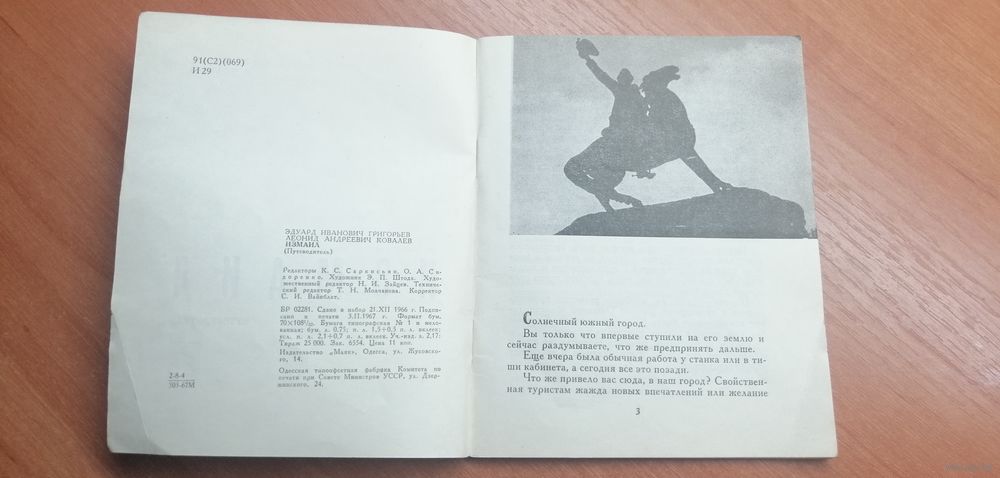 91(С2)(069)
И 29
ЭДУАРД ИВАНОВИЧ ГРИГОРЬЕВ
ЛЕОНИД АНДРЕЕВИЧ КОВАЛЕВ
ИЗМАИЛ
(Путеводитель)
Редакторы К. С. Саркисьян, О. А. Си-
доренко. Художник Э. П. Штода. Худо-
жественный редактор Н. И. Зайцев. Техниче-
ский редактор Т. Н. Молчанова. Корректор
С. И. Вайнблат.
БР 02281. Сдано в набор 21.XII 1966 г. Подпи-
сано к печати 3.II.1967 г. Формат бум.
70×108¹/₃₂. Бумага типографская № 1 и мело-
ванная; бум. л. 0,75; п. л. 1,5+0,5 п. л. вклеек;
усл. п. л. 2,1+0,7 п. л. вклеек. Уч.-изд. л. 2,17;
Тираж 25 000. Зак. 6554. Цена 11 коп.
Издательство «Маяк», Одесса, ул. Жуковско-
го, 14.
Одесская типоофсетная фабрика Комитета по
печати при Совете Министров УССР, ул. Дзер-
жинского, 24.
2-8-4
303-67М
Солнечный южный город.
Вы только что впервые ступили на его землю и
сейчас раздумываете, что же предпринять дальше.
Еще вчера была обычная работа у станка или в ти-
ши кабинета, а сегодня все это позади.
Что же привело вас сюда, в наш город? Свойствен-
ная туристам жажда новых впечатлений или желание
3